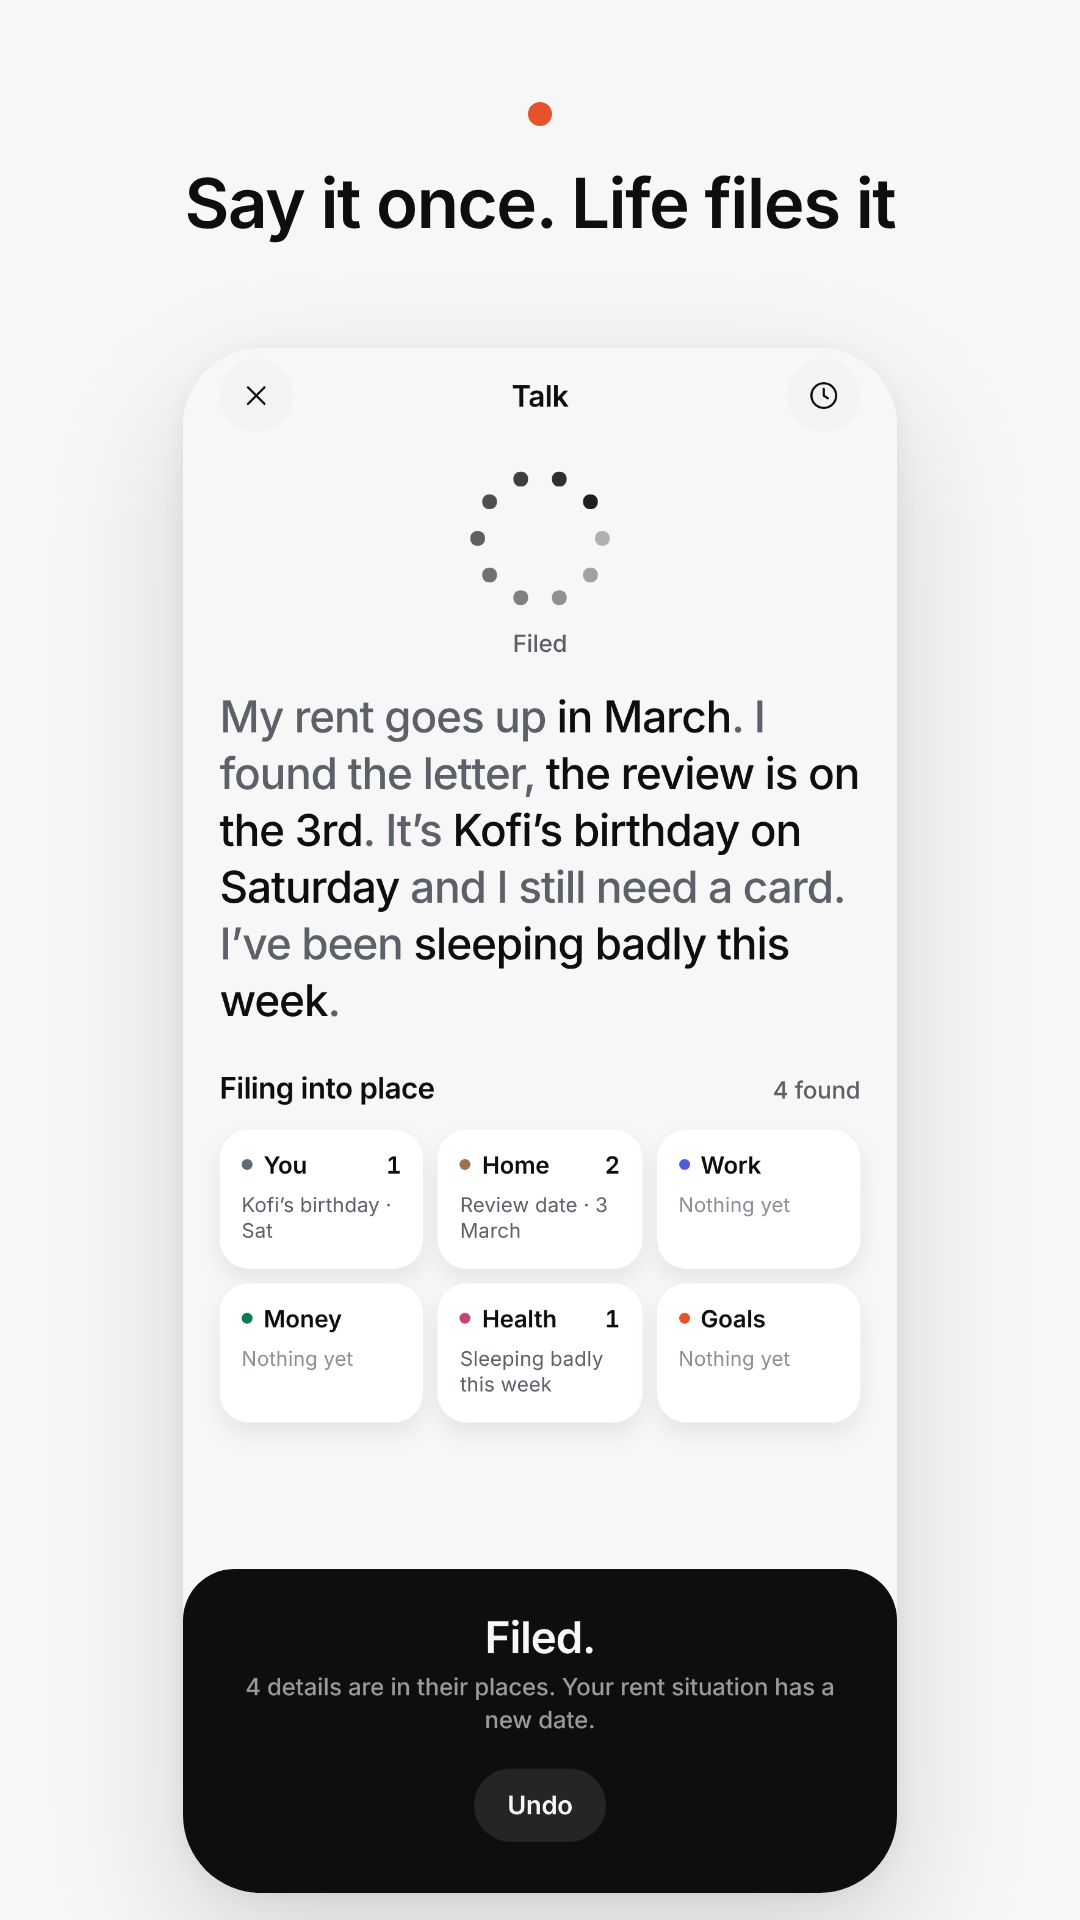 Say it once. Life files it
Talk
Filed
My rent goes up in March. I
found the letter, the review is on
the 3rd. It’s Kofi’s birthday on
Saturday and I still need a card.
I’ve been sleeping badly this
week.
Filing into place
4 found
You 1
Kofi’s birthday ·
Sat
Home 2
Review date · 3
March
Work
Nothing yet
Money
Nothing yet
Health 1
Sleeping badly
this week
Goals
Nothing yet
Filed.
4 details are in their places. Your rent situation has a
new date.
Undo